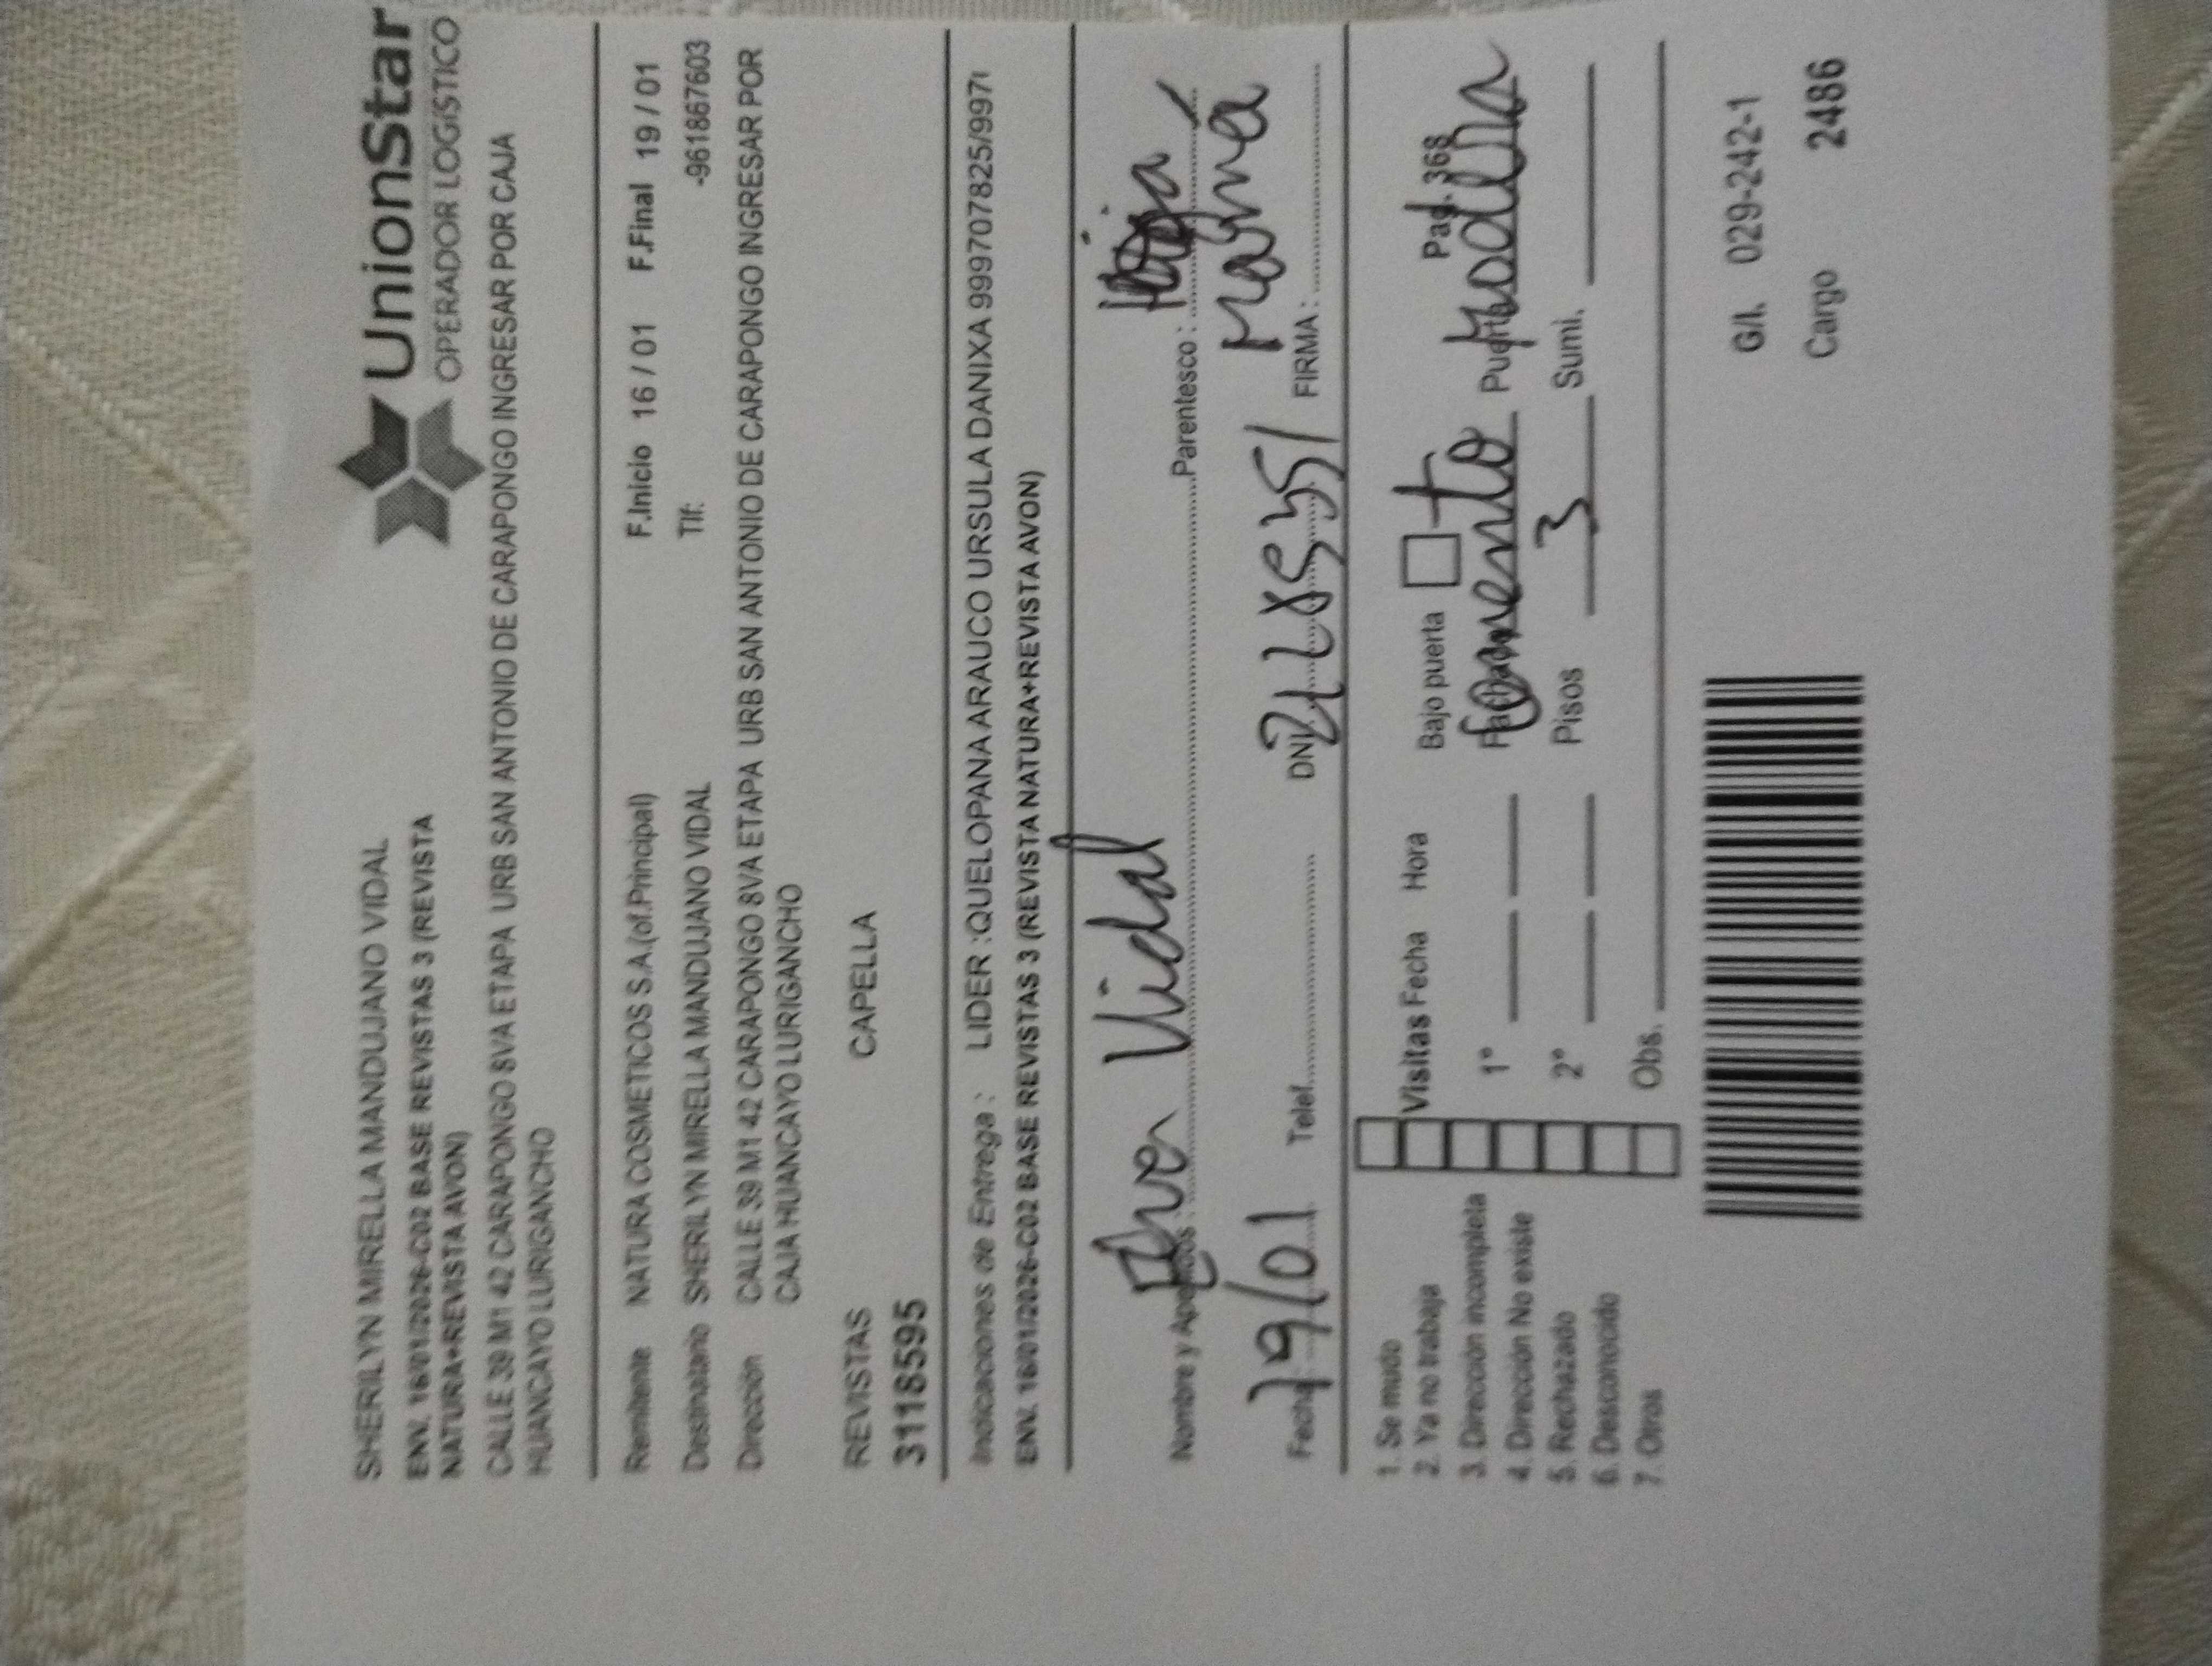 SHERILYN MIRELLA MANDUJANO VIDAL
UnionStar
OPERADOR LOGÍSTICO
ENV. 16/01/2026-C02 BASE REVISTAS 3 (REVISTA
NATURA+REVISTA AVON)
CALLE 39 M1 42 CARAPONGO 8VA ETAPA URB SAN ANTONIO DE CARAPONGO INGRESAR POR CAJA
HUANCAYO LURIGANCHO
Remitente NATURA COSMETICOS S.A.(of.Principal) F.Inicio 16 / 01 F.Final 19 / 01
Destinatario SHERILYN MIRELLA MANDUJANO VIDAL Tlf: -961867603
Dirección CALLE 39 M1 42 CARAPONGO 8VA ETAPA URB SAN ANTONIO DE CARAPONGO INGRESAR POR
CAJA HUANCAYO LURIGANCHO
REVISTAS CAPELLA
3118595
Indicaciones de Entrega : LIDER :QUELOPANA ARAUCO URSULA DANIXA 999707825/997
ENV. 16/01/2026-C02 BASE REVISTAS 3 (REVISTA NATURA+REVISTA AVON)
Nombre y Apellidos : Vidal Parentesco :
Marina
Fecha 19/01 Telef. DNI FIRMA :
1. Se mudo
2. Ya no trabaja Visitas Fecha Hora Bajo puerta Pag. 368
3. Dirección incompleta 1°
4. Dirección No existe
5. Rechazado 2° Pisos 3 Sumi.
6. Desconocido
7. Otros Obs.
G/I. 029-242-1
Cargo 2486